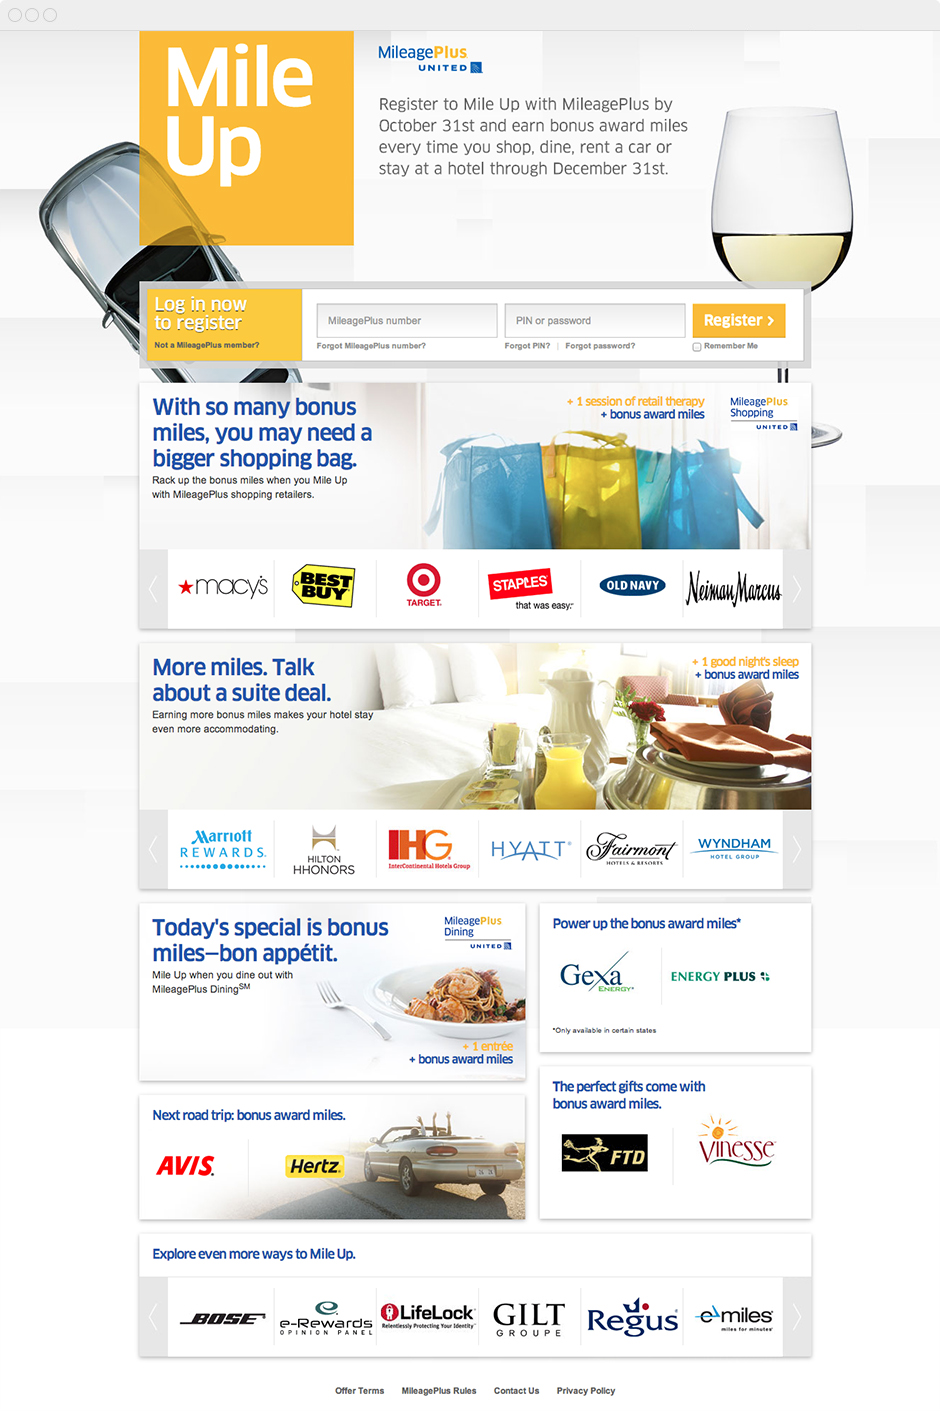 Mile
Up
MileagePlus
UNITED
Register to Mile Up with MileagePlus by
October 31st and earn bonus award miles
every time you shop, dine, rent a car or
stay at a hotel through December 31st.
Log in now
to register
Not a MileagePlus member?
MileagePlus number
Forgot MileagePlus number?
PIN or password
Forgot PIN? | Forgot password?
Register >
Remember Me
With so many bonus
miles, you may need a
bigger shopping bag.
Rack up the bonus miles when you Mile Up
with MileagePlus shopping retailers.
+ 1 session of retail therapy
+ bonus award miles
MileagePlus
Shopping
UNITED
macy's
BEST
BUY
TARGET
STAPLES
that was easy.
OLD NAVY
Neiman Marcus
More miles. Talk
about a suite deal.
Earning more bonus miles makes your hotel stay
even more accommodating.
+ 1 good night's sleep
+ bonus award miles
Marriott
REWARDS
HILTON
HHONORS
IHG
InterContinental Hotels Group
HYATT
Fairmont
HOTELS & RESORTS
WYNDHAM
HOTEL GROUP
Today's special is bonus
miles—bon appétit.
Mile Up when you dine out with
MileagePlus Dining℠
MileagePlus
Dining
UNITED
+ 1 entrée
+ bonus award miles
Power up the bonus award miles*
Gexa
ENERGY
ENERGY PLUS
*Only available in certain states
Next road trip: bonus award miles.
AVIS
Hertz
The perfect gifts come with
bonus award miles.
FTD
Vinesse
Explore even more ways to Mile Up.
BOSE
e-Rewards
OPINION PANEL
LifeLock
Relentlessly Protecting Your Identity
GILT
GROUPE
Regus
e-miles
miles for minutes
Offer Terms
MileagePlus Rules
Contact Us
Privacy Policy